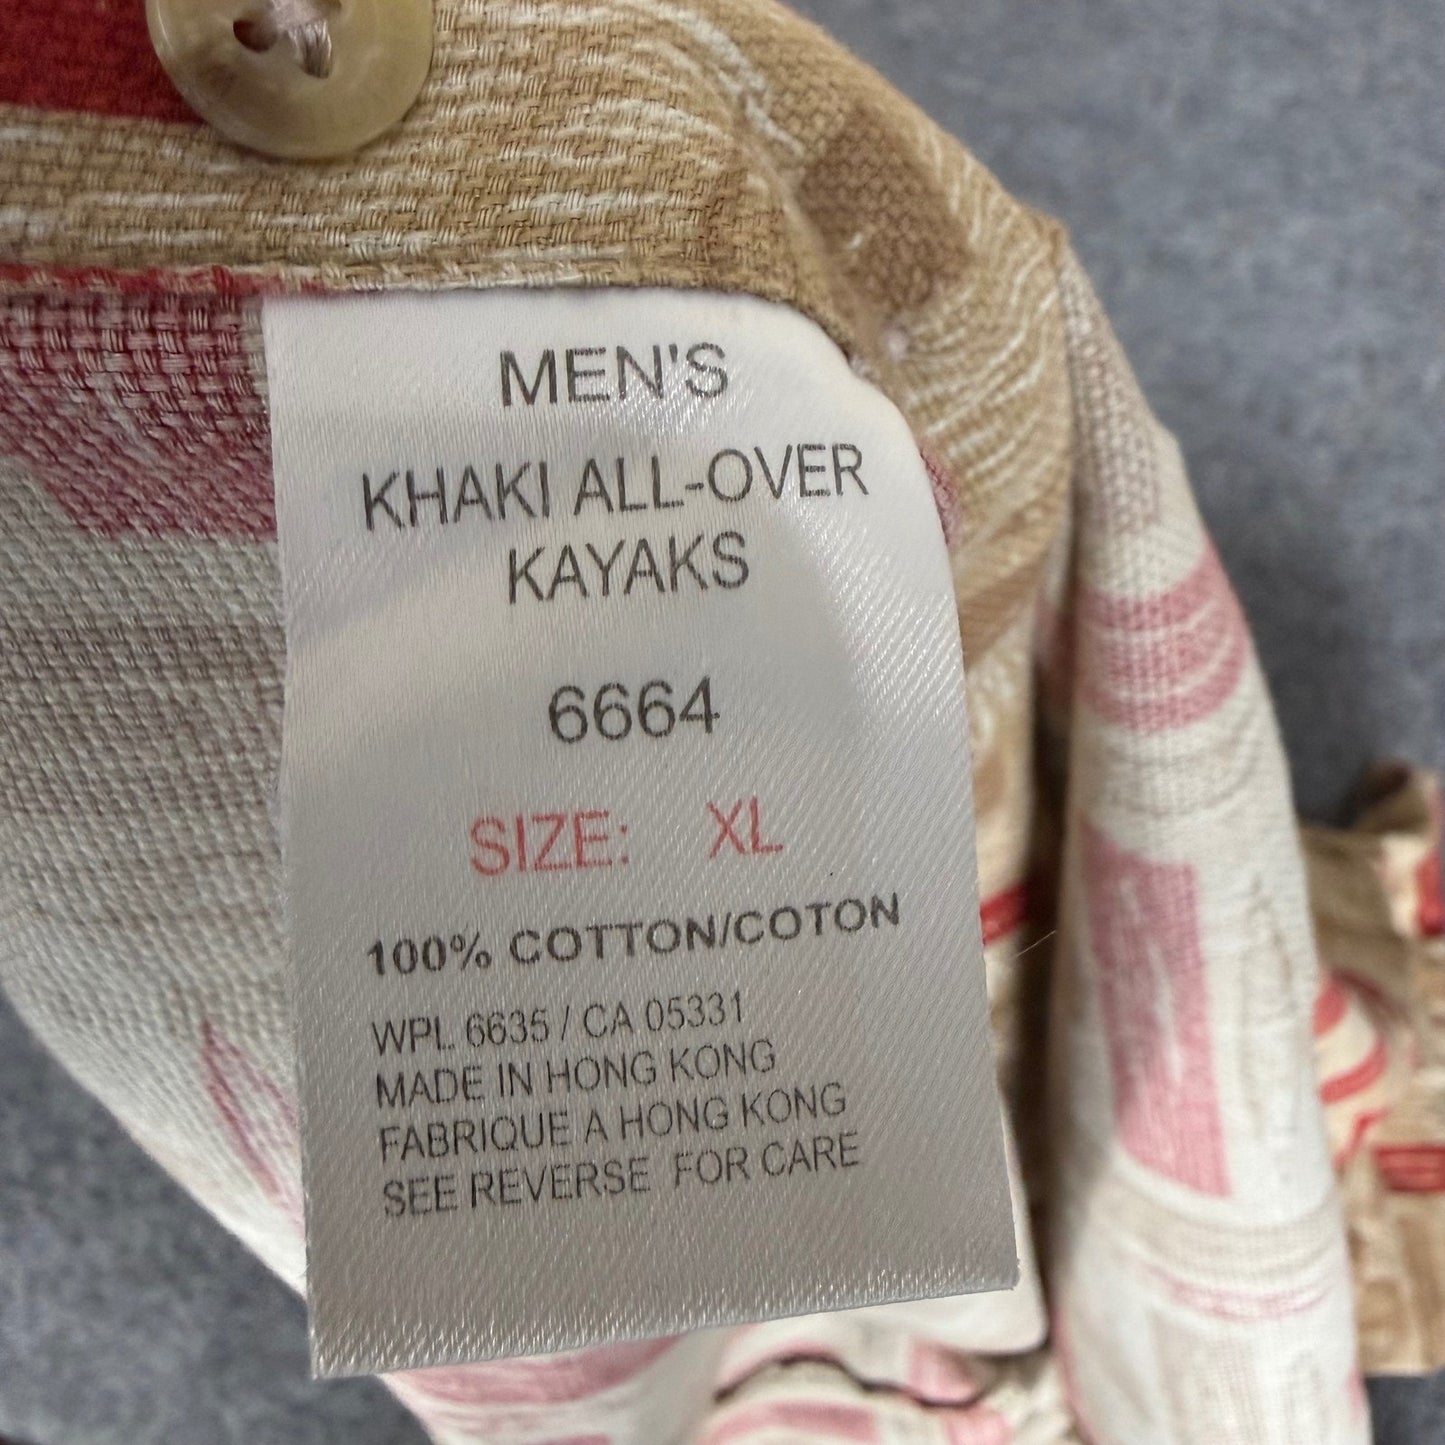 MEN'S
KHAKI ALL-OVER
KAYAKS
6664
SIZE: XL
100% COTTON/COTON
WPL 6635 / CA 05331
MADE IN HONG KONG
FABRIQUE A HONG KONG
SEE REVERSE FOR CARE